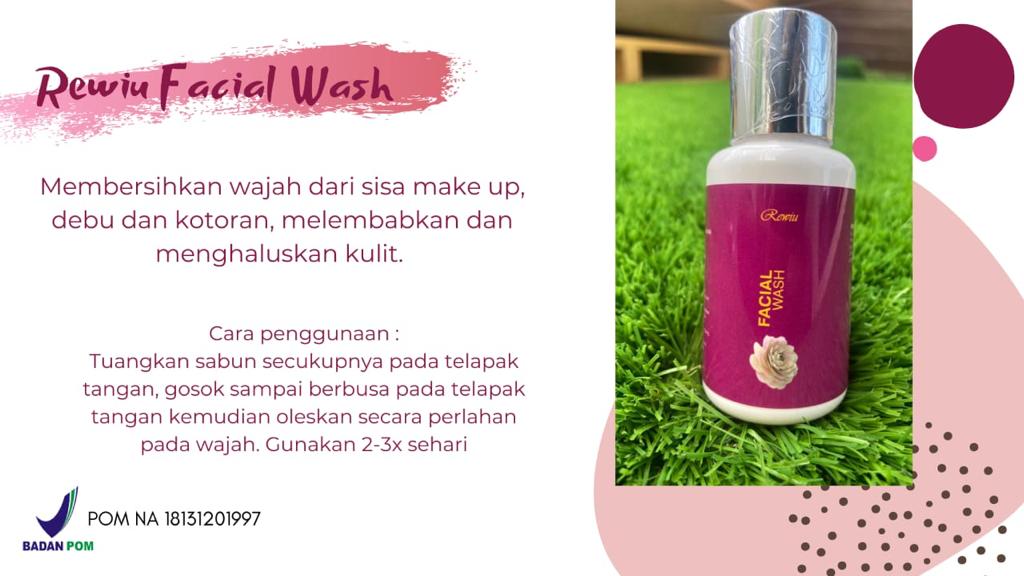 Rewiu Facial Wash
Membersihkan wajah dari sisa make up,
debu dan kotoran, melembabkan dan
menghaluskan kulit.
Cara penggunaan :
Tuangkan sabun secukupnya pada telapak
tangan, gosok sampai berbusa pada telapak
tangan kemudian oleskan secara perlahan
pada wajah. Gunakan 2-3x sehari
BADAN POM
POM NA 18131201997
Rewiu
FACIAL
WASH